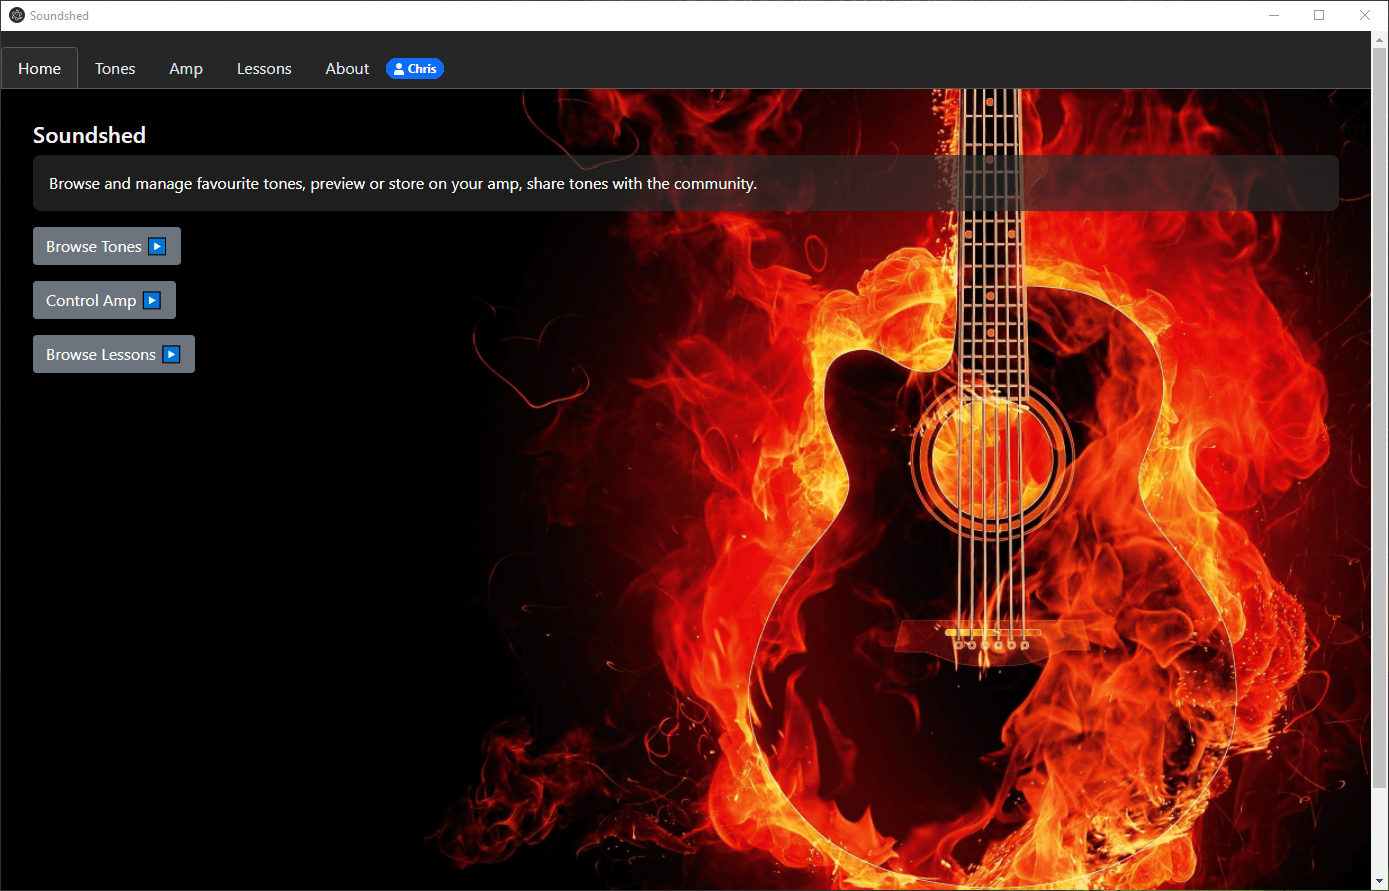 Soundshed
Home Tones Amp Lessons About Chris
Soundshed
Browse and manage favourite tones, preview or store on your amp, share tones with the community.
Browse Tones
Control Amp
Browse Lessons